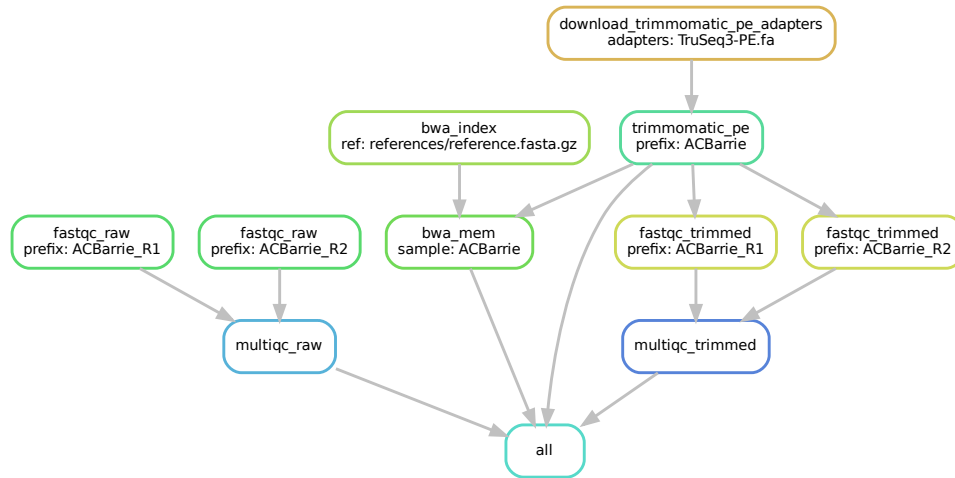 download_trimmomatic_pe_adapters
adapters: TruSeq3-PE.fa
bwa_index
ref: references/reference.fasta.gz
trimmomatic_pe
prefix: ACBarrie
fastqc_raw
prefix: ACBarrie_R1
fastqc_raw
prefix: ACBarrie_R2
bwa_mem
sample: ACBarrie
fastqc_trimmed
prefix: ACBarrie_R1
fastqc_trimmed
prefix: ACBarrie_R2
multiqc_raw
multiqc_trimmed
all